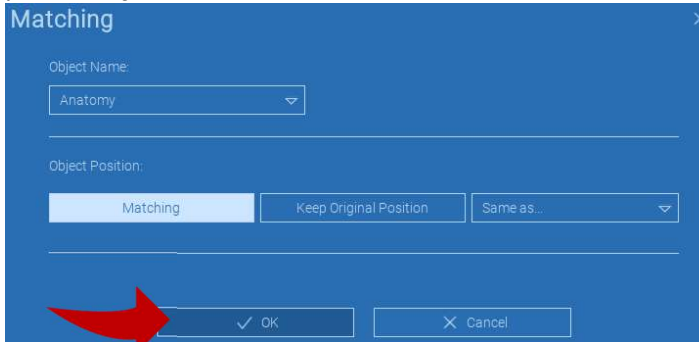 Matching
Object Name:
Anatomy
Object Position:
Matching Keep Original Position Same as...
OK Cancel